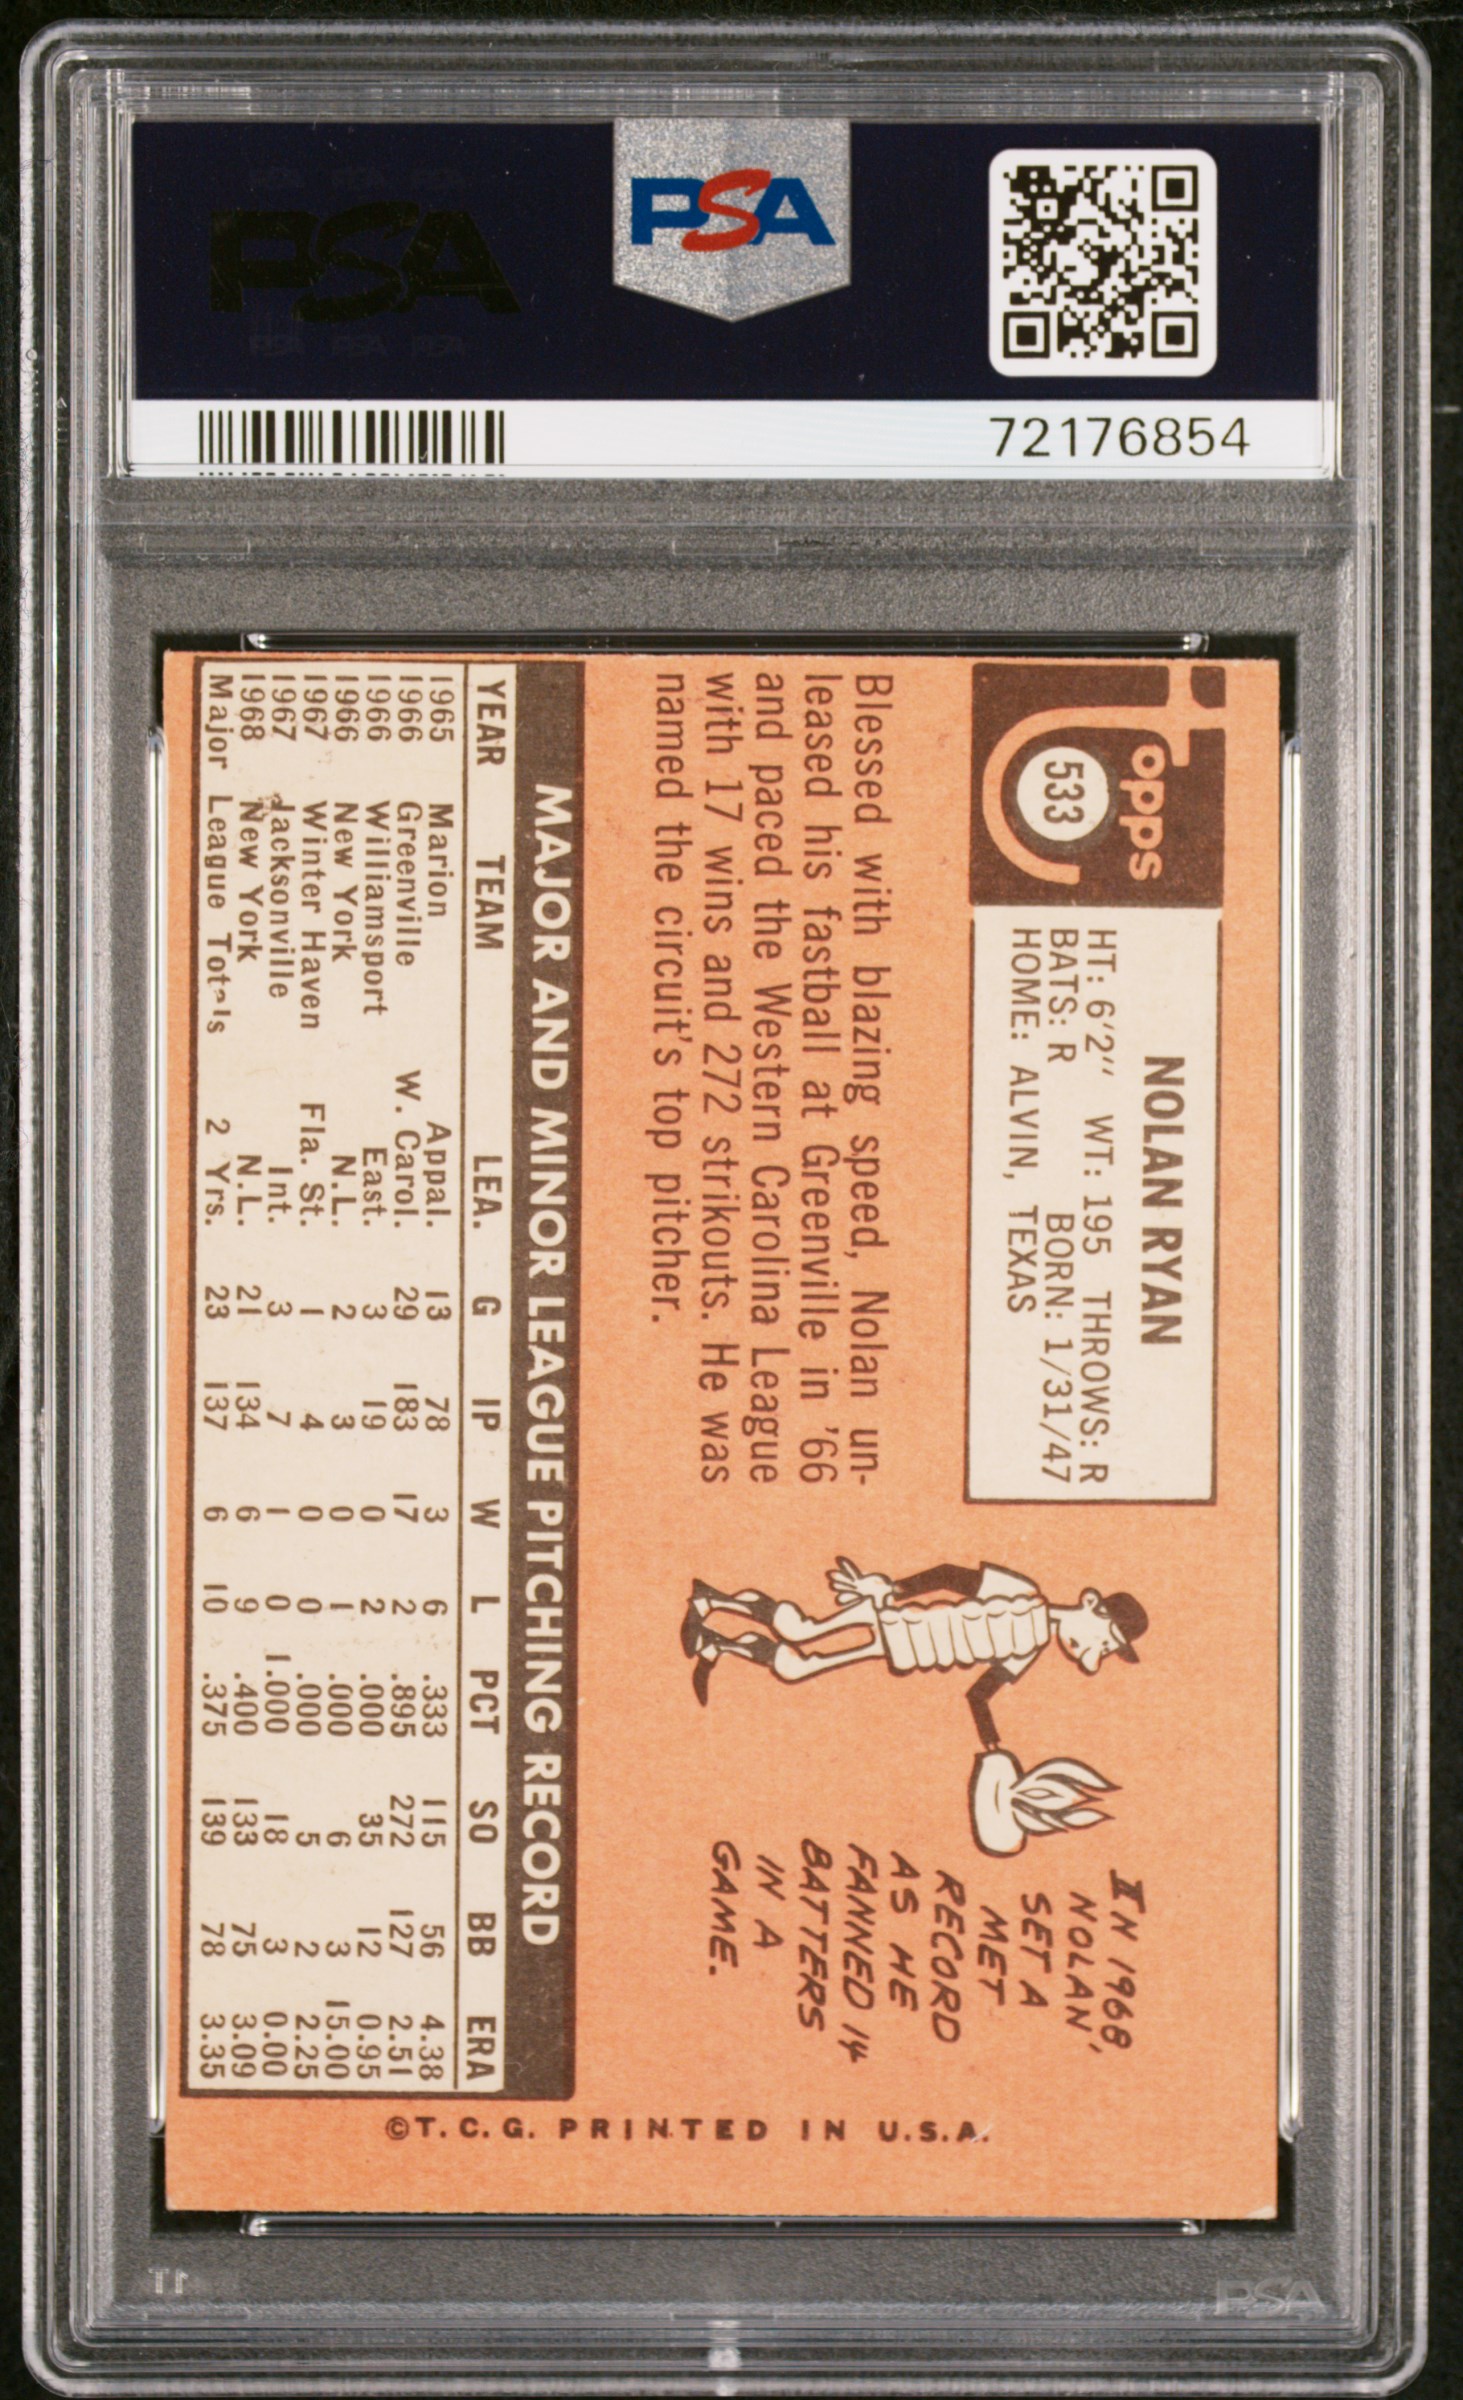 PSA
PSA
72176854
Topps
533
NOLAN RYAN
HT: 6'2" WT: 195 THROWS: R
BATS: R BORN: 1/31/47
HOME: ALVIN, TEXAS
Blessed with blazing speed, Nolan un-
leased his fastball at Greenville in '66
and paced the Western Carolina League
with 17 wins and 272 strikouts. He was
named the circuit's top pitcher.
IN 1968
NOLAN,
SET A
MET
RECORD
AS HE
FANNED 14
BATTERS
IN A
GAME.
MAJOR AND MINOR LEAGUE PITCHING RECORD
YEAR TEAM LEA. G IP W L PCT SO BB ERA
1965 Marion Appal. 13 78 3 6 .333 115 56 4.38
1966 Greenville W. Carol. 29 183 17 2 .895 272 127 2.51
1966 Williamsport East. 3 19 0 2 .000 35 12 0.95
1966 New York N.L. 2 3 0 1 .000 6 3 15.00
1967 Winter Haven Fla. St. 1 4 0 0 .000 5 2 2.25
1967 Jacksonville Int. 3 7 1 0 1.000 18 3 0.00
1968 New York N.L. 21 134 6 9 .400 133 75 3.09
Major League Totals 2 Yrs. 23 137 6 10 .375 139 78 3.35
©T.C.G. PRINTED IN U.S.A.
PSA